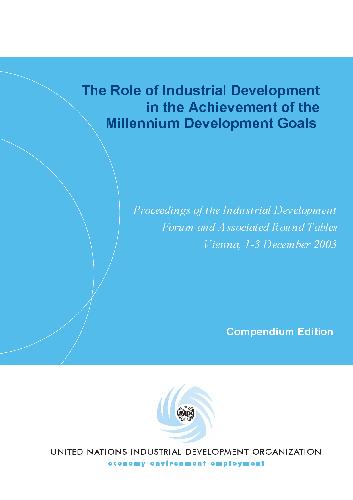 The Role of Industrial Development
in the Achievement of the
Millennium Development Goals
Proceedings of the Industrial Development
Forum and Associated Round Tables
Vienna, 1-3 December 2003
Compendium Edition
UNITED NATIONS INDUSTRIAL DEVELOPMENT ORGANIZATION
economy environment employment